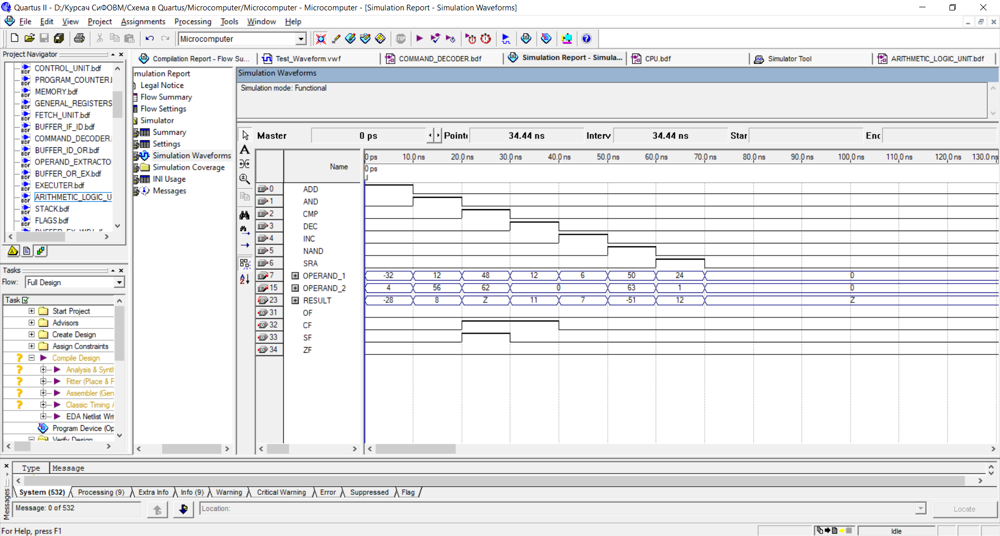 Quartus II - D:/Курсач СиФОВМ/Схема в Quartus/Microcomputer/Microcomputer - Microcomputer - [Simulation Report - Simulation Waveforms]
File Edit View Project Assignments Processing Tools Window Help
Microcomputer
STOP
Project Navigator
CONTROL_UNIT.bdf
PROGRAM_COUNTER.
MEMORY.bdf
GENERAL_REGISTERS
FETCH_UNIT.bdf
BUFFER_IF_ID.bdf
COMMAND_DECODER.
BUFFER_ID_OR.bdf
OPERAND_EXTRACTO
BUFFER_OR_EX.bdf
EXECUTER.bdf
ARITHMETIC_LOGIC_U
STACK.bdf
FLAGS.bdf
BUFFER_EX_WB.bdf
Tasks
Flow: Full Design
Task
Start Project
Advisors
Create Design
Assign Constraints
Compile Design
Analysis & Synth
Fitter (Place & F
Assembler (Gen
Classic Timing A
EDA Netlist Wri
Program Device (Op
Verify Design
Compilation Report - Flow Su... Test_Waveform.vwf COMMAND_DECODER.bdf Simulation Report - Simula... CPU.bdf Simulator Tool ARITHMETIC_LOGIC_UNIT.bdf
mulation Report
Legal Notice
Flow Summary
Flow Settings
Simulator
Summary
Settings
Simulation Waveforms
Simulation Coverage
INI Usage
Messages
Simulation Waveforms
Simulation mode: Functional
Master 0 ps Pointe 34.44 ns Interv 34.44 ns Star Enc
Name 0 ps 10.0 ns 20.0 ns 30.0 ns 40.0 ns 50.0 ns 60.0 ns 70.0 ns 80.0 ns 90.0 ns 100.0 ns 110.0 ns 120.0 ns 130.0 ns
0 ps
0 ADD
1 AND
2 CMP
3 DEC
4 INC
5 NAND
6 SRA
7 OPERAND_1 -32 12 48 12 6 50 24 0
15 OPERAND_2 4 56 62 0 63 1 0
23 RESULT -28 8 Z 11 7 -51 12 Z
31 OF
32 CF
33 SF
34 ZF
Type Message
System (532) Processing (9) Extra Info Info (9) Warning Critical Warning Error Suppressed Flag
Messages
Message: 0 of 532 Location: Locate
For Help, press F1 Idle